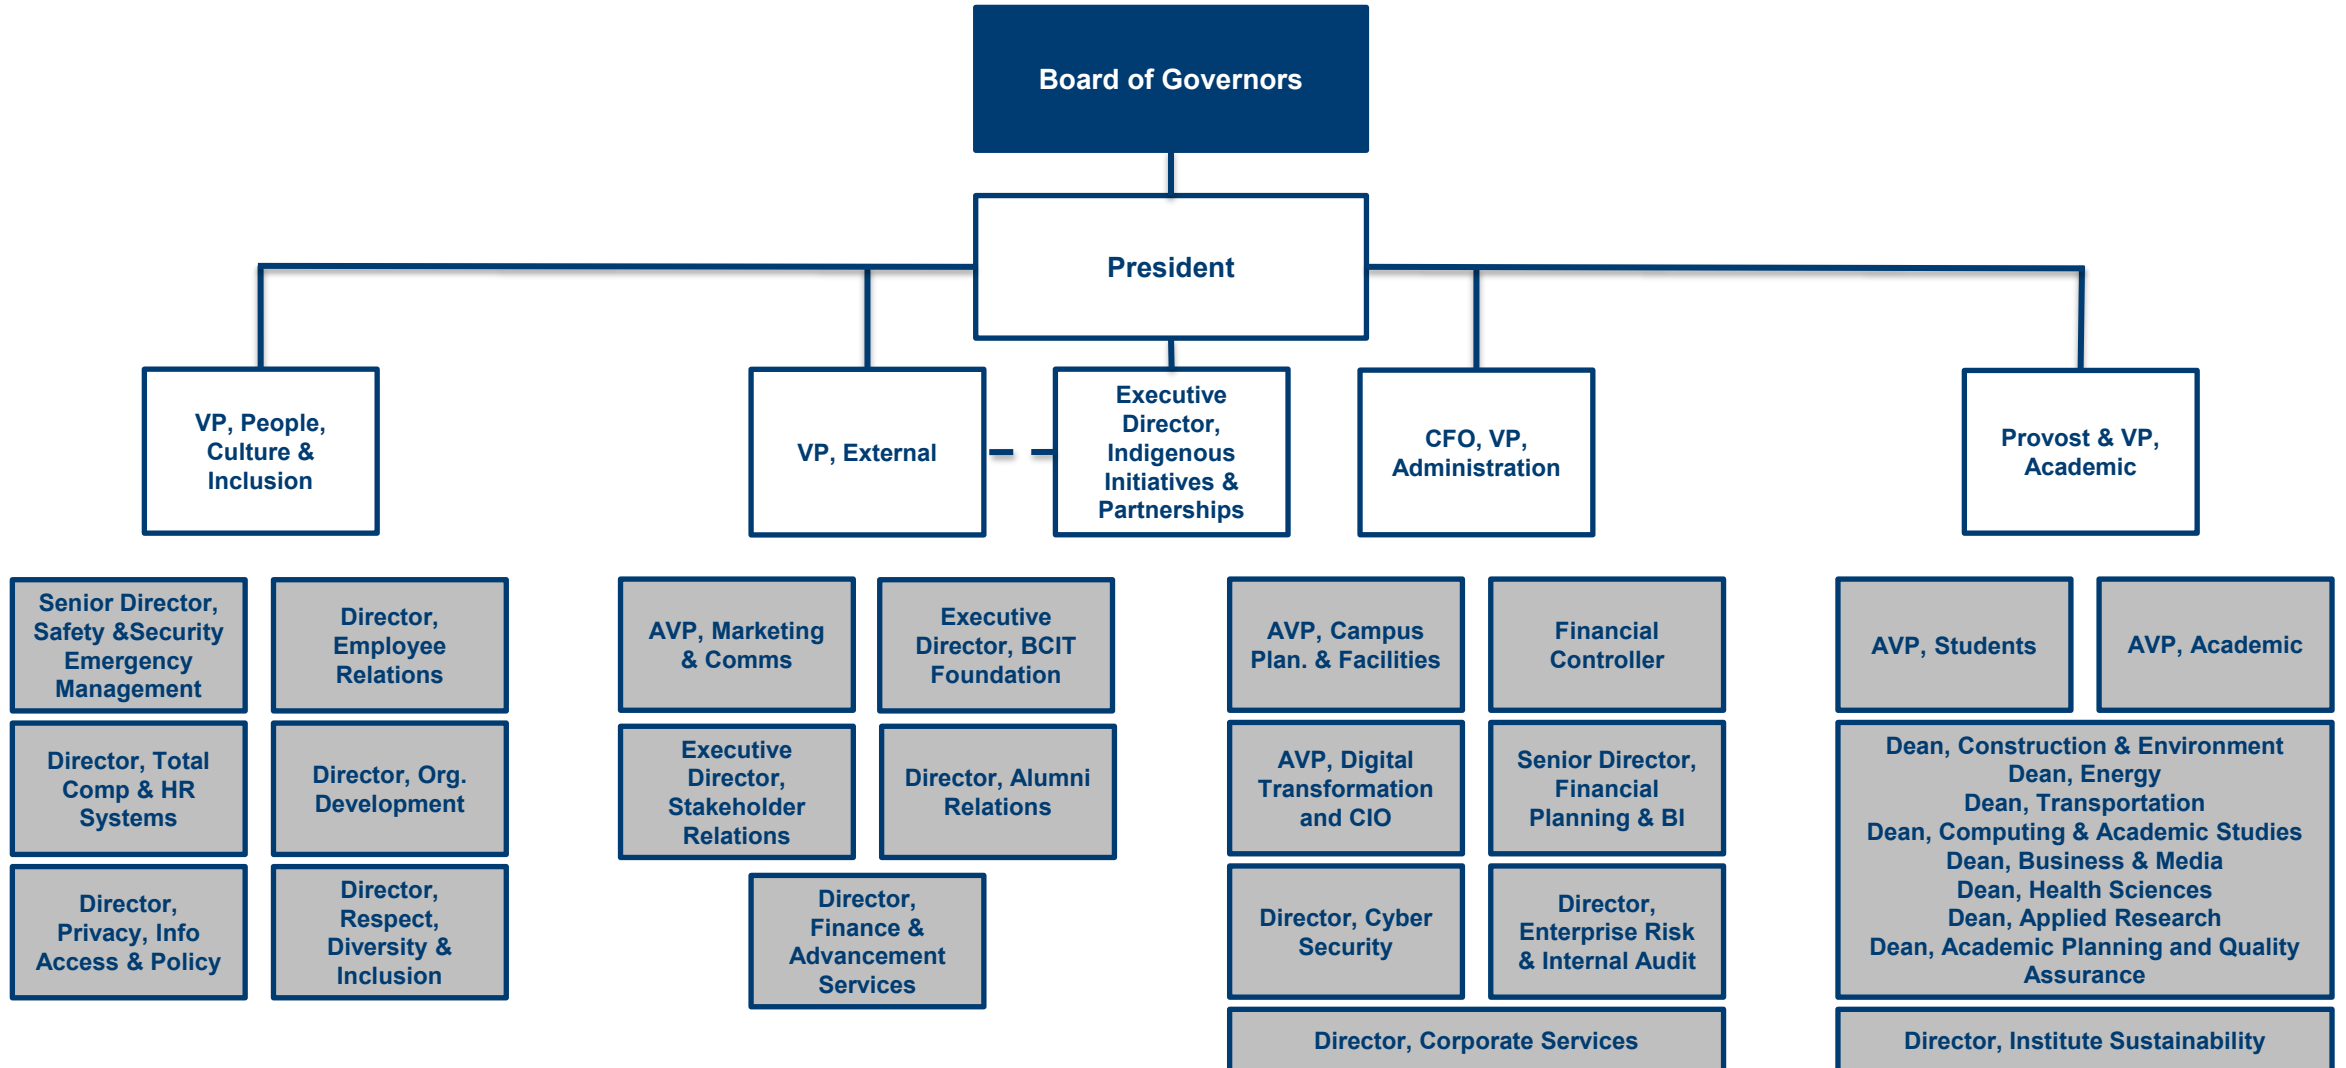 Board of Governors
President
VP, People,
Culture &
Inclusion
VP, External
Executive
Director,
Indigenous
Initiatives &
Partnerships
CFO, VP,
Administration
Provost & VP,
Academic
Senior Director,
Safety &Security
Emergency
Management
Director,
Employee
Relations
Director, Total
Comp & HR
Systems
Director, Org.
Development
Director,
Privacy, Info
Access & Policy
Director,
Respect,
Diversity &
Inclusion
AVP, Marketing
& Comms
Executive
Director, BCIT
Foundation
Executive
Director,
Stakeholder
Relations
Director, Alumni
Relations
Director,
Finance &
Advancement
Services
AVP, Campus
Plan. & Facilities
Financial
Controller
AVP, Digital
Transformation
and CIO
Senior Director,
Financial
Planning & BI
Director, Cyber
Security
Director,
Enterprise Risk
& Internal Audit
Director, Corporate Services
AVP, Students
AVP, Academic
Dean, Construction & Environment
Dean, Energy
Dean, Transportation
Dean, Computing & Academic Studies
Dean, Business & Media
Dean, Health Sciences
Dean, Applied Research
Dean, Academic Planning and Quality
Assurance
Director, Institute Sustainability